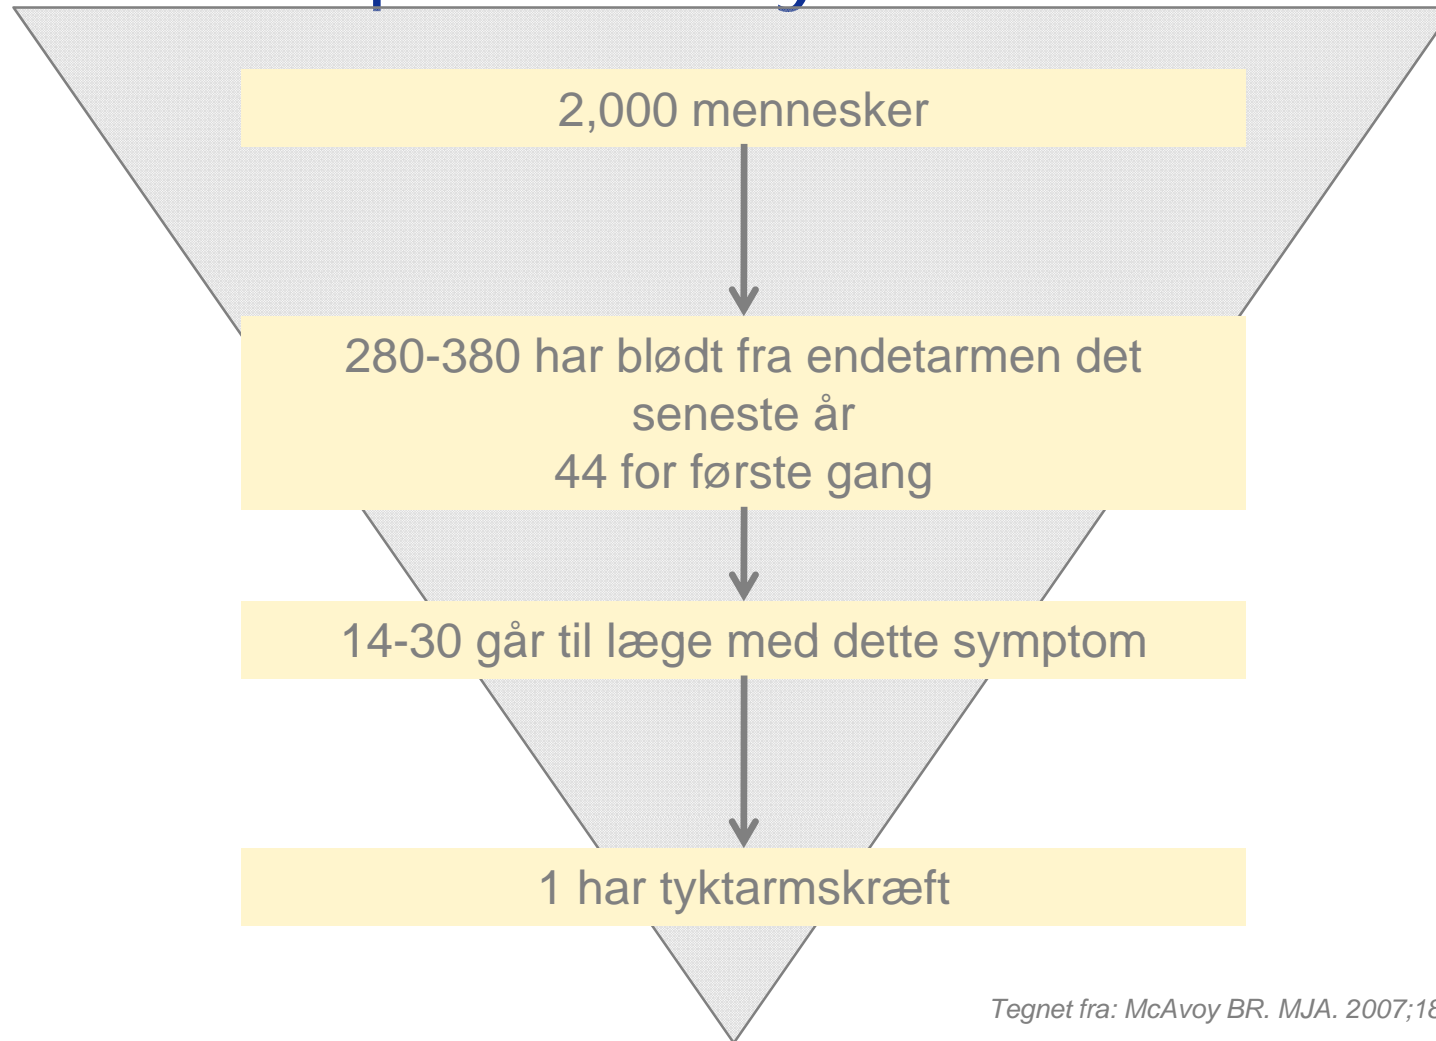 2,000 mennesker
280-380 har blødt fra endetarmen det
seneste år
44 for første gang
14-30 går til læge med dette symptom
1 har tyktarmskræft
Tegnet fra: McAvoy BR. MJA. 2007;18